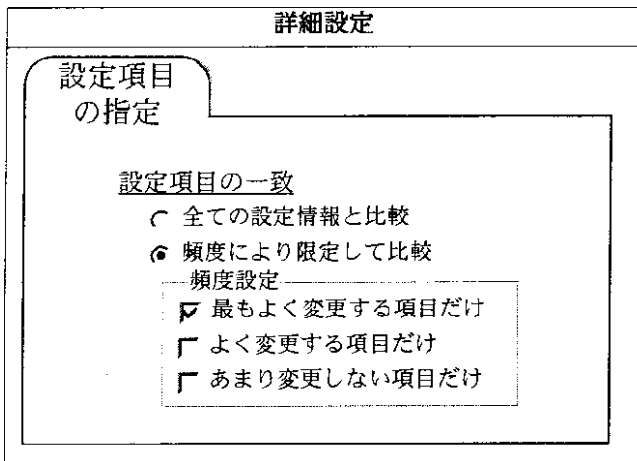 詳細設定
設定項目
の指定
設定項目の一致
全ての設定情報と比較
頻度により限定して比較
頻度設定
最もよく変更する項目だけ
よく変更する項目だけ
あまり変更しない項目だけ